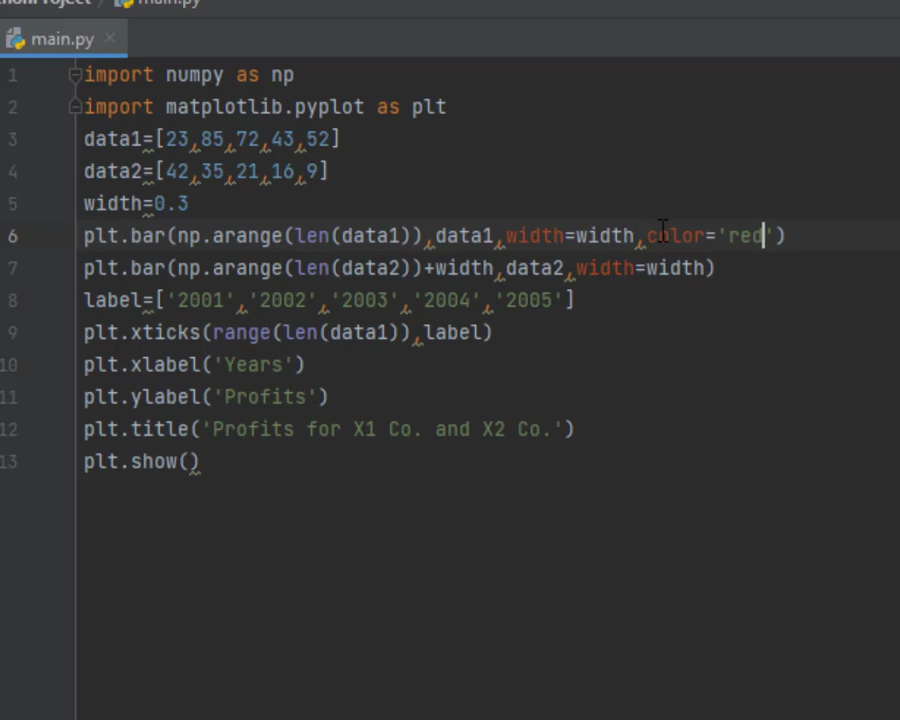 main.py
main.py
1 import numpy as np
2 import matplotlib.pyplot as plt
3 data1=[23,85,72,43,52]
4 data2=[42,35,21,16,9]
5 width=0.3
6 plt.bar(np.arange(len(data1)),data1,width=width,color='red')
7 plt.bar(np.arange(len(data2))+width,data2,width=width)
8 label=['2001','2002','2003','2004','2005']
9 plt.xticks(range(len(data1)),label)
10 plt.xlabel('Years')
11 plt.ylabel('Profits')
12 plt.title('Profits for X1 Co. and X2 Co.')
13 plt.show()